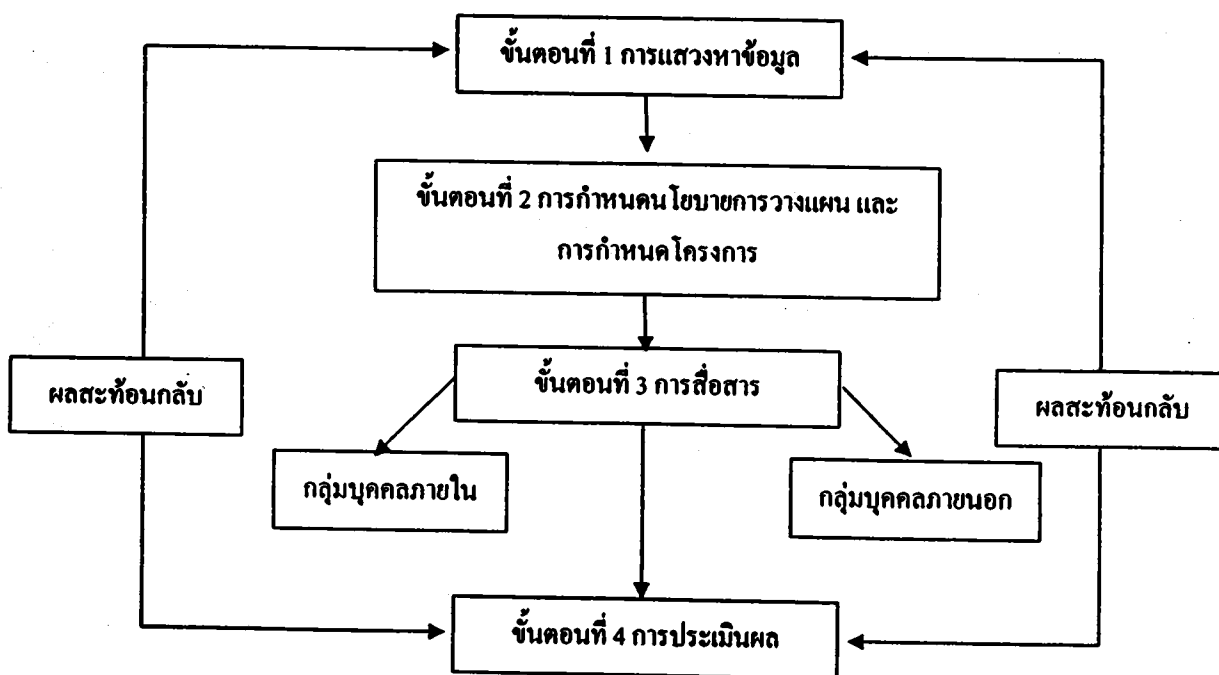 ขั้นตอนที่ 1 การแสวงหาข้อมูล
ขั้นตอนที่ 2 การกำหนดนโยบายการวางแผน และ
การกำหนดโครงการ
ขั้นตอนที่ 3 การสื่อสาร
ผลสะท้อนกลับ
ผลสะท้อนกลับ
กลุ่มบุคคลภายใน
กลุ่มบุคคลภายนอก
ขั้นตอนที่ 4 การประเมินผล